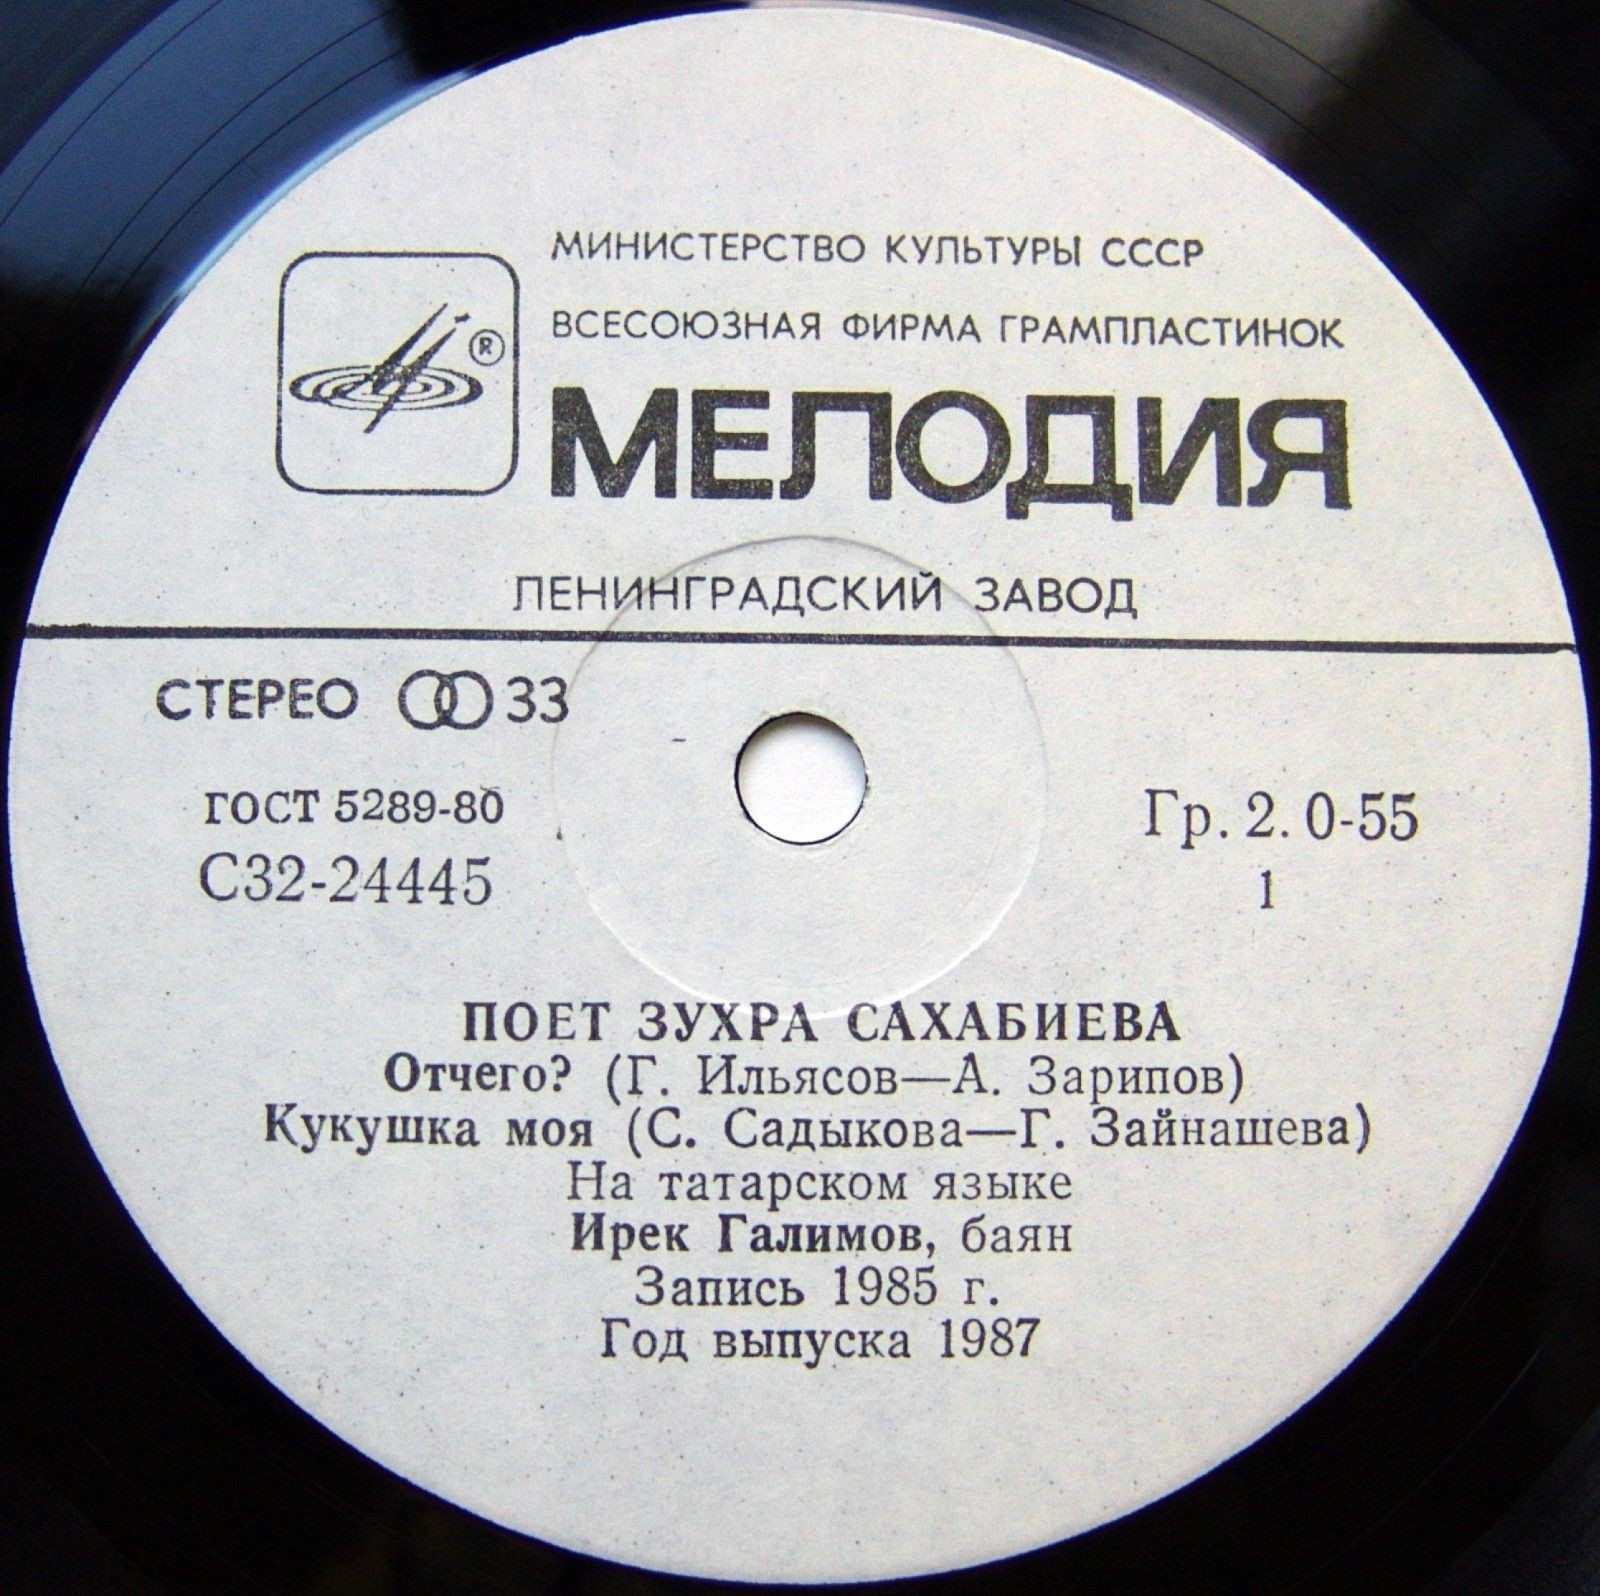 МИНИСТЕРСТВО КУЛЬТУРЫ СССР
ВСЕСОЮЗНАЯ ФИРМА ГРАМПЛАСТИНОК
®
МЕЛОДИЯ
ЛЕНИНГРАДСКИЙ ЗАВОД
СТЕРЕО 33
ГОСТ 5289-80
Гр. 2. 0-55
С32-24445
1
ПОЕТ ЗУХРА САХАБИЕВА
Отчего? (Г. Ильясов—А. Зарипов)
Кукушка моя (С. Садыкова—Г. Зайнашева)
На татарском языке
Ирек Галимов, баян
Запись 1985 г.
Год выпуска 1987